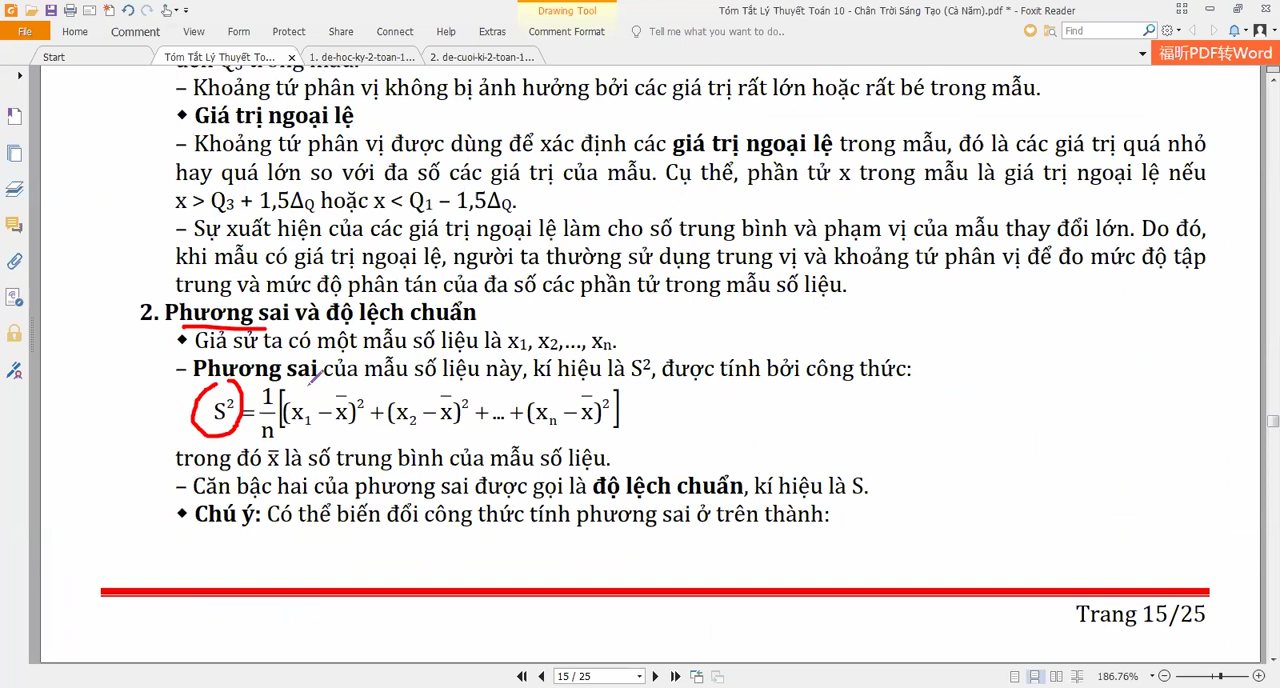 Drawing Tool
Tóm Tắt Lý Thuyết Toán 10 - Chân Trời Sáng Tạo (Cả Năm).pdf * - Foxit Reader
File Home Comment View Form Protect Share Connect Help Extras Comment Format Tell me what you want to do.. Find
Start Tóm Tắt Lý Thuyết To... × 1. de-hoc-ky-2-toan-1... 2. de-cuoi-ki-2-toan-1... 福昕PDF转Word
– Khoảng tứ phân vị không bị ảnh hưởng bởi các giá trị rất lớn hoặc rất bé trong mẫu.
◆ Giá trị ngoại lệ
– Khoảng tứ phân vị được dùng để xác định các giá trị ngoại lệ trong mẫu, đó là các giá trị quá nhỏ
hay quá lớn so với đa số các giá trị của mẫu. Cụ thể, phần tử x trong mẫu là giá trị ngoại lệ nếu
x > Q₃ + 1,5Δ_Q hoặc x < Q₁ – 1,5Δ_Q.
– Sự xuất hiện của các giá trị ngoại lệ làm cho số trung bình và phạm vị của mẫu thay đổi lớn. Do đó,
khi mẫu có giá trị ngoại lệ, người ta thường sử dụng trung vị và khoảng tứ phân vị để đo mức độ tập
trung và mức độ phân tán của đa số các phần tử trong mẫu số liệu.
2. Phương sai và độ lệch chuẩn
◆ Giả sử ta có một mẫu số liệu là x₁, x₂,..., xₙ.
– Phương sai của mẫu số liệu này, kí hiệu là S², được tính bởi công thức:
S² = 1/n [(x₁ − x̄)² + (x₂ − x̄)² + ... + (xₙ − x̄)²]
trong đó x̄ là số trung bình của mẫu số liệu.
– Căn bậc hai của phương sai được gọi là độ lệch chuẩn, kí hiệu là S.
◆ Chú ý: Có thể biến đổi công thức tính phương sai ở trên thành:
Trang 15/25
15 / 25 186.76%